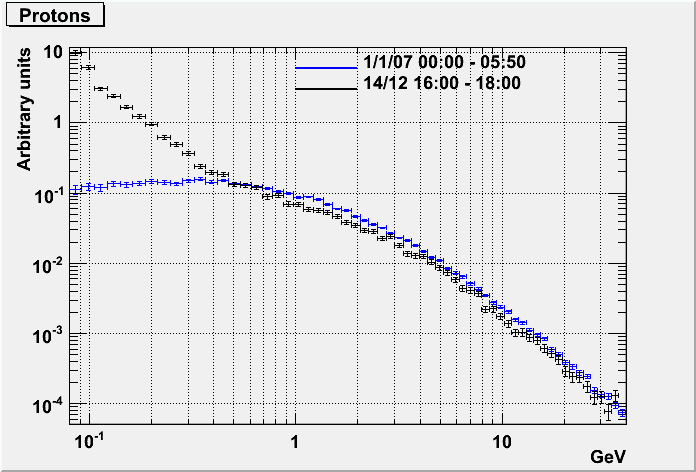 Protons
Arbitrary units
10
1
10-1
10-2
10-3
10-4
1/1/07 00:00 - 05:50
14/12 16:00 - 18:00
10-1
1
10
GeV